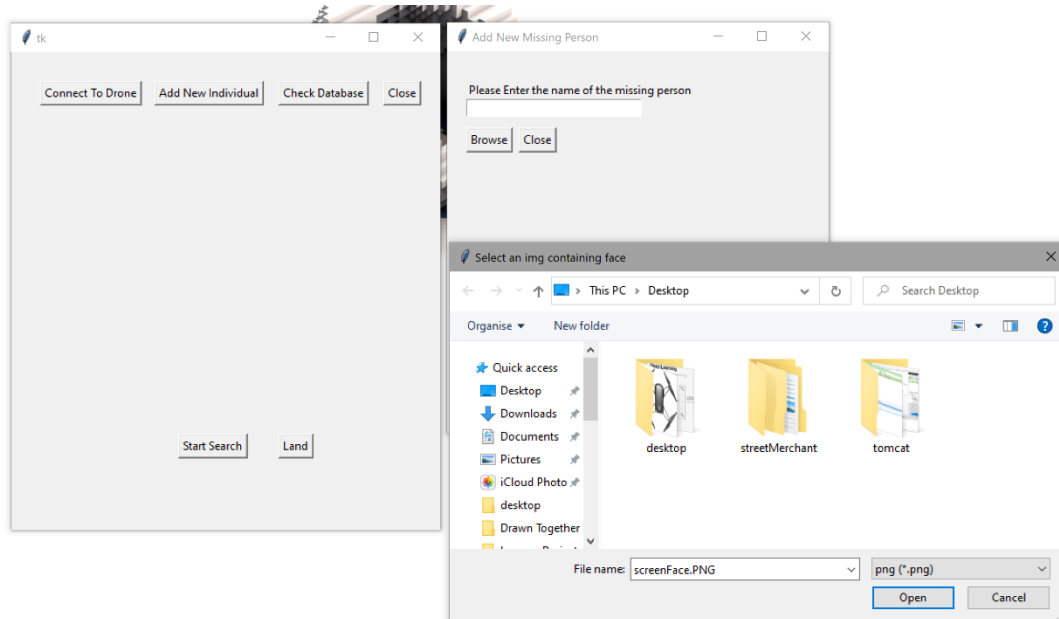 tk
Connect To Drone Add New Individual Check Database Close
Start Search Land
Add New Missing Person
Please Enter the name of the missing person
Browse Close
Select an img containing face
This PC > Desktop
Search Desktop
Organise New folder
Quick access
Desktop
Downloads
Documents
Pictures
iCloud Photo
desktop
Drawn Together
desktop streetMerchant tomcat
File name: screenFace.PNG png (*.png)
Open Cancel